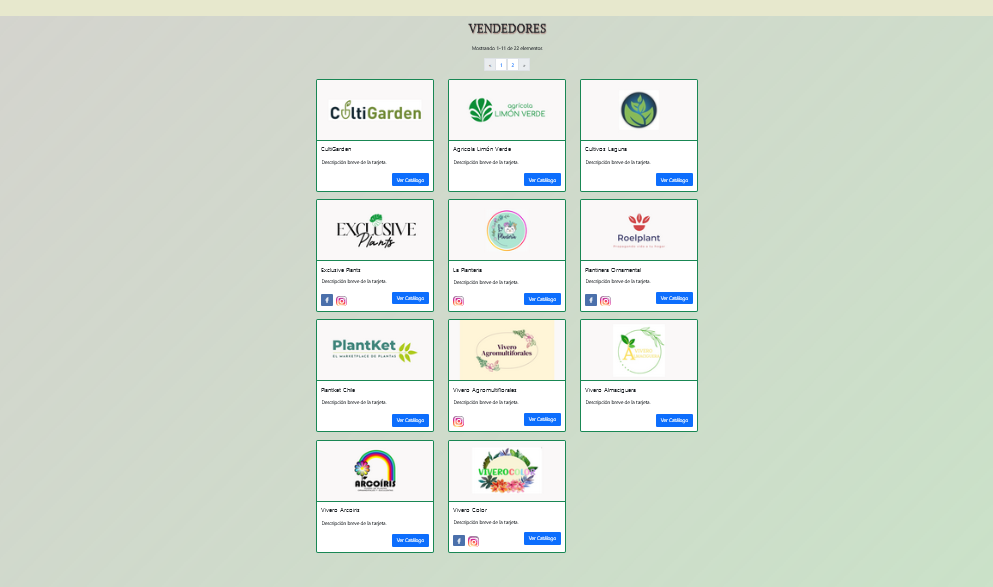 VENDEDORES
Mostrando 1-11 de 22 elementos
« 1 2 »
CultiGarden
agrícola
LIMÓN VERDE
CultiGarden
Agricola Limón Verde
Cultivos Laguna
Descripción breve de la tarjeta.
Descripción breve de la tarjeta.
Descripción breve de la tarjeta.
Ver Catálogo
Ver Catálogo
Ver Catálogo
EXCLUSIVE
Plants
Roelplant
Exclusive Plants
La Planteria
Plantinera Ornamental
Descripción breve de la tarjeta.
Descripción breve de la tarjeta.
Descripción breve de la tarjeta.
Ver Catálogo
Ver Catálogo
Ver Catálogo
PlantKet
EL MARKETPLACE DE PLANTAS
Vivero
Agromultiforales
Plantket Chile
Vivero Agromultiflorales
Vivero Almaciguera
Descripción breve de la tarjeta.
Descripción breve de la tarjeta.
Descripción breve de la tarjeta.
Ver Catálogo
Ver Catálogo
Ver Catálogo
ARCOÍRIS
VIVEROCOLOR
Vivero Arcoiris
Vivero Color
Descripción breve de la tarjeta.
Descripción breve de la tarjeta.
Ver Catálogo
Ver Catálogo